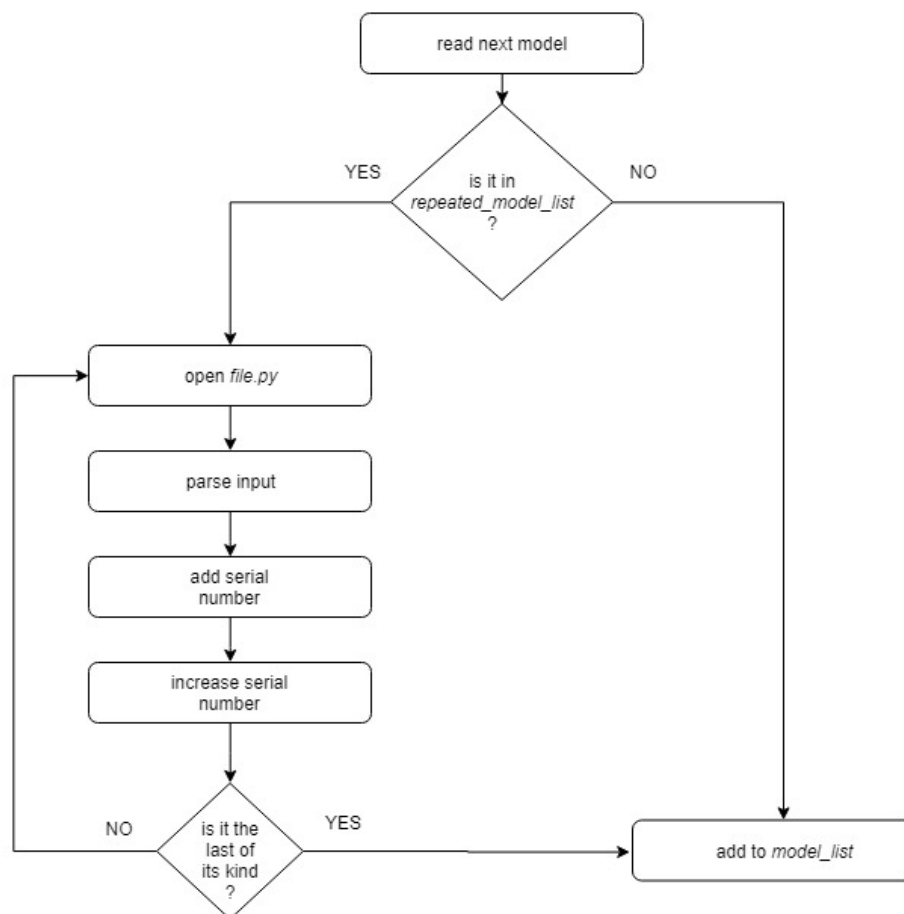 read next model
YES
NO
is it in
repeated_model_list
?
open file.py
parse input
add serial
number
increase serial
number
NO
is it the
last of
its kind
?
YES
add to model_list